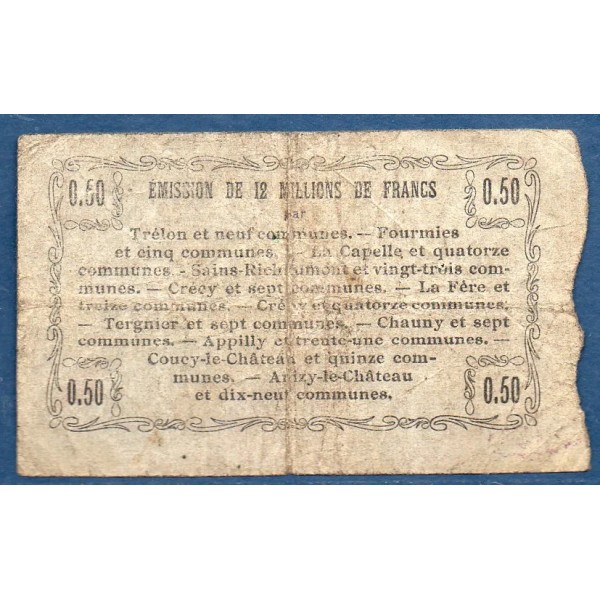 0.50 ÉMISSION DE 12 MILLIONS DE FRANCS 0.50
par
Trélon et neuf communes. — Fournies
et cinq communes. — La Capelle et quatorze
communes. - Sains-Richaumont et vingt-trois com-
munes. — Crécy et sept communes. — La Fère et
treize communes. — Crécy et quatorze communes,
— Tergnier et sept communes. — Chauny et sept
communes. — Appilly et trente-une communes. —
Coucy-le-Château et quinze com-
munes. — Anizy-le-Château
0.50 et dix-neuf communes. 0.50